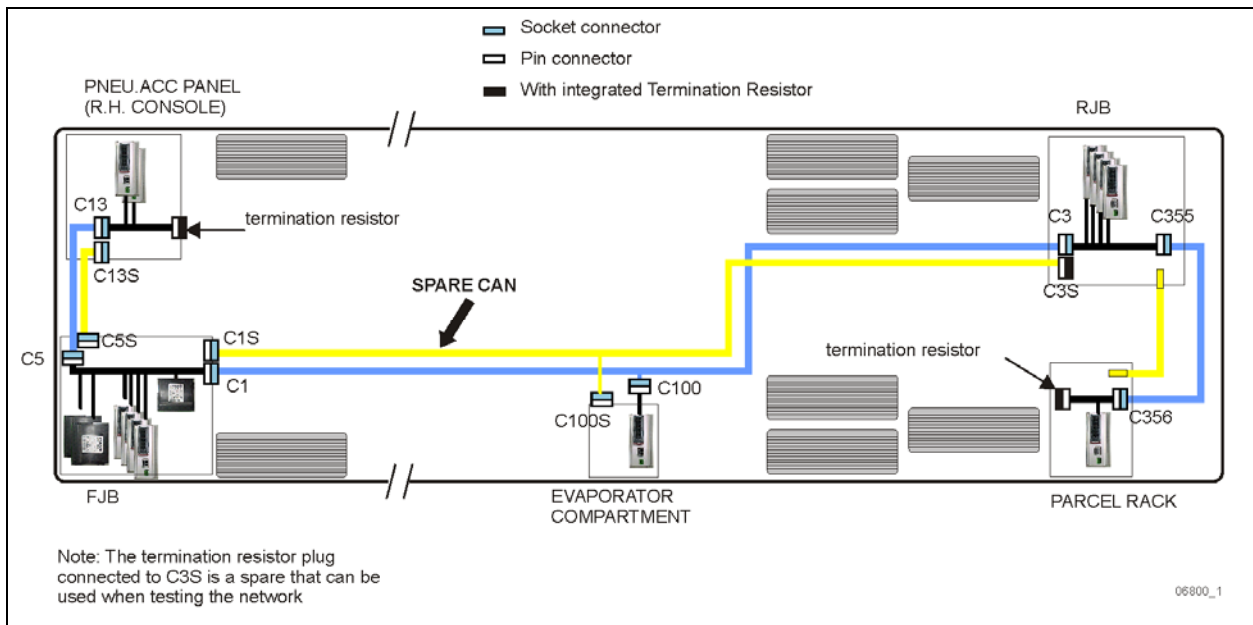 Socket connector
Pin connector
With integrated Termination Resistor
PNEU.ACC PANEL
(R.H. CONSOLE)
RJB
C13
termination resistor
C3
C355
C13S
C3S
SPARE CAN
C5S
C1S
C5
termination resistor
C1
C100
C100S
C356
FJB
EVAPORATOR
COMPARTMENT
PARCEL RACK
Note: The termination resistor plug
connected to C3S is a spare that can be
used when testing the network
06800_1